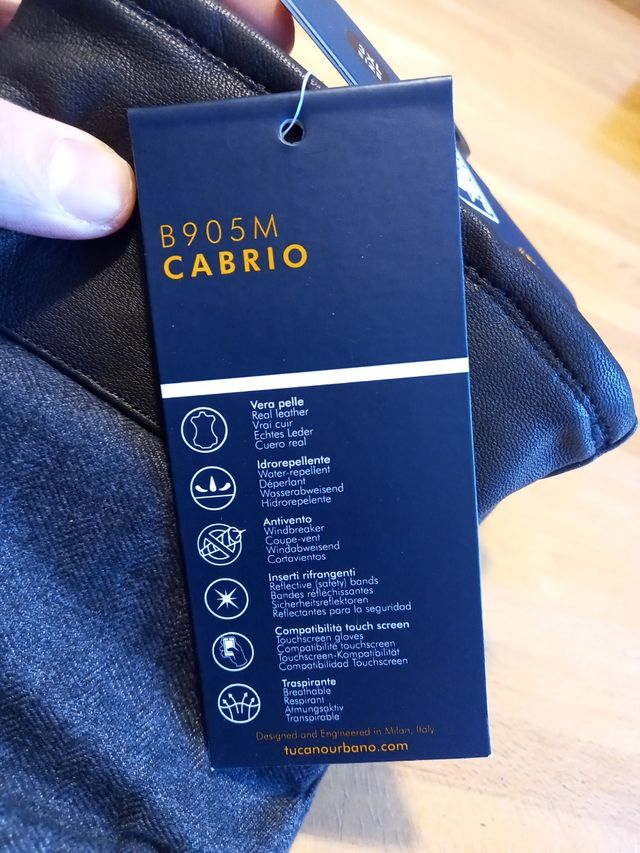 B905M
CABRIO
Vera pelle
Real leather
Vrai cuir
Echtes Leder
Cuero real
Idrorepellente
Water-repellent
Déperlant
Wasserabweisend
Hidrorepelente
Antivento
Windbreaker
Coupe-vent
Windabweisend
Cortavientos
Inserti rifrangenti
Reflective (safety) bands
Bandes réfléchissantes
Sicherheitsreflektoren
Reflectantes para la seguridad
Compatibilità touch screen
Touchscreen gloves
Compatibilité touchscreen
Touchscreen-Kompatibilität
Compatibilidad Touchscreen
Traspirante
Breathable
Respirant
Atmungsaktiv
Transpirable
Designed and Engineered in Milan, Italy
tucanourbano.com